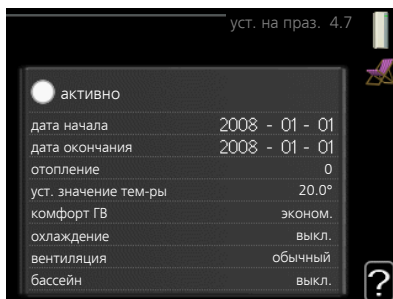 уст. на праз. 4.7
активно
дата начала 2008 - 01 - 01
дата окончания 2008 - 01 - 01
отопление 0
уст. значение тем-ры 20.0°
комфорт ГВ эконом.
охлаждение выкл.
вентиляция обычный
бассейн выкл.
?